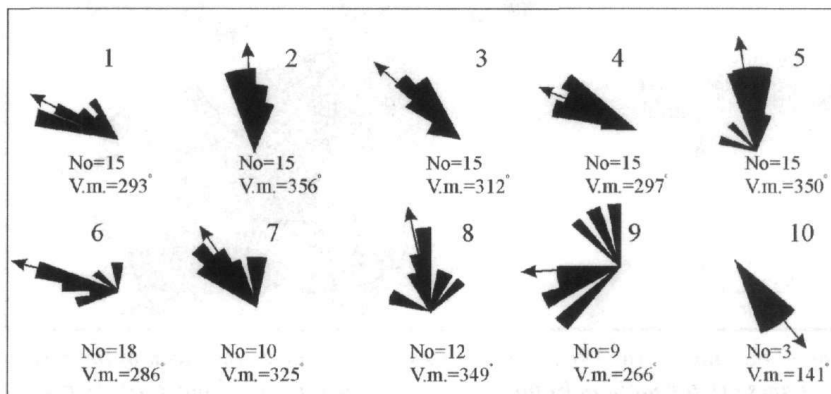 1 2 3 4 5
No=15 No=15 No=15 No=15 No=15
V.m.=293° V.m.=356° V.m.=312° V.m.=297° V.m.=350°
6 7 8 9 10
No=18 No=10 No=12 No=9 No=3
V.m.=286° V.m.=325° V.m.=349° V.m.=266° V.m.=141°